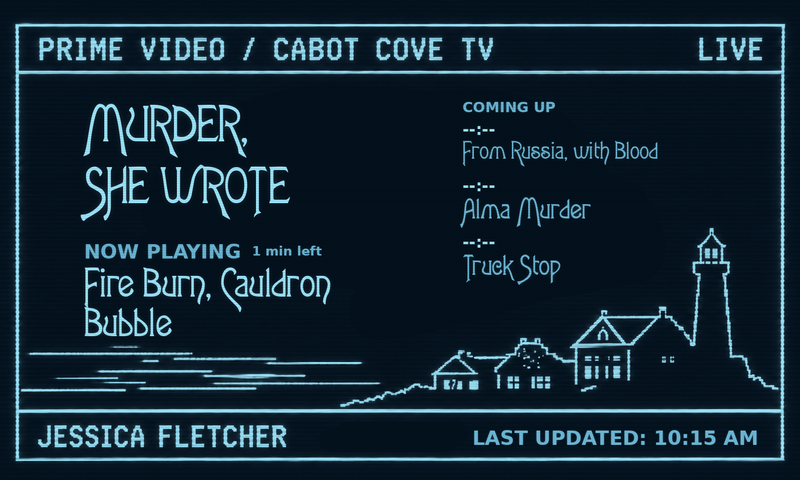 PRIME VIDEO / CABOT COVE TV
LIVE
MURDER,
SHE WROTE
NOW PLAYING 1 min left
Fire Burn, Cauldron
Bubble
COMING UP
--:--
From Russia, with Blood
--:--
Alma Murder
--:--
Truck Stop
JESSICA FLETCHER
LAST UPDATED: 10:15 AM